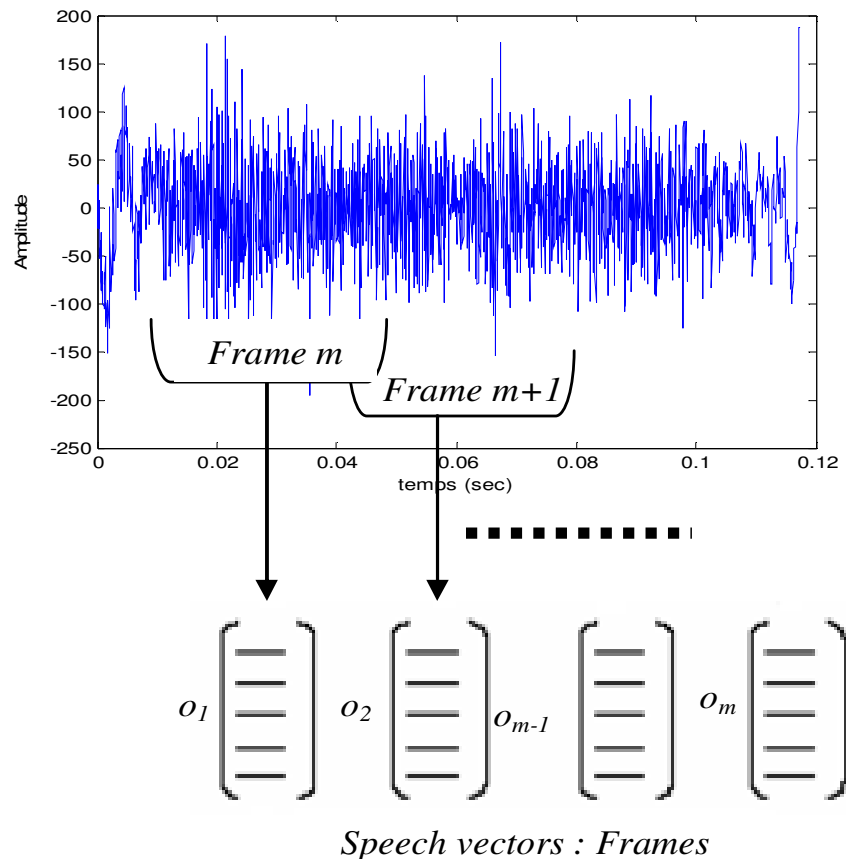 200
150
100
50
0
-50
-100
-150
-200
-250
Amplitude
Frame m
Frame m+1
0 0.02 0.04 0.06 0.08 0.1 0.12
temps (sec)
o1 o2 om-1 om
Speech vectors : Frames